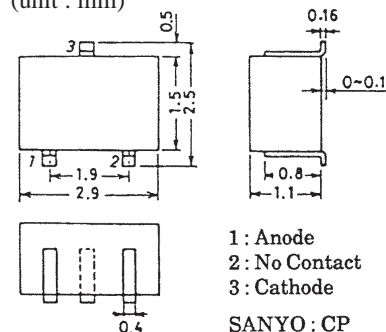 (unit : mm)
3
0.5
0.16
1.5
2.5
0~0.1
1
2
1.9
2.9
0.8
1.1
0.4
1 : Anode
2 : No Contact
3 : Cathode
SANYO : CP